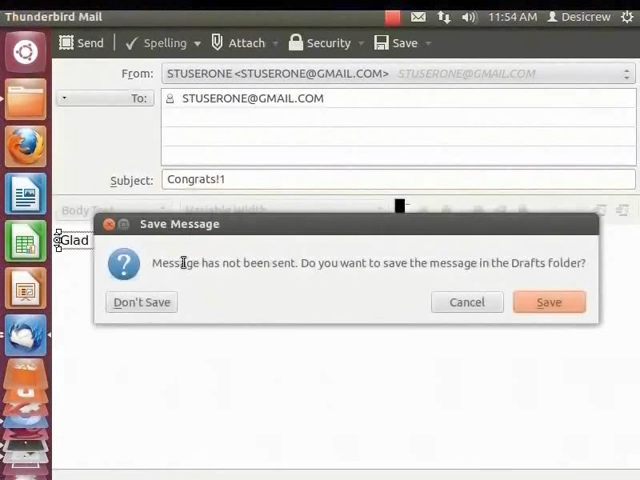 Thunderbird Mail 11:54 AM Desicrew
Send Spelling Attach Security Save
From: STUSERONE <STUSERONE@GMAIL.COM> STUSERONE@GMAIL.COM
To: STUSERONE@GMAIL.COM
Subject: Congrats!1
Body Text Variable Width
Save Message
Glad
Message has not been sent. Do you want to save the message in the Drafts folder?
Don't Save Cancel Save